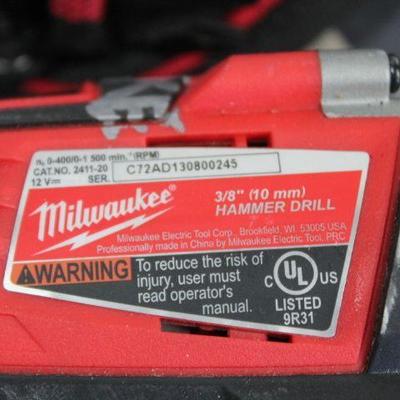 n₀ 0-400/0-1 500 min.⁻¹(RPM)
CAT.NO. 2411-20
12 V⎓ SER. C72AD130800245
Milwaukee
3/8" (10 mm)
HAMMER DRILL
Milwaukee Electric Tool Corp., Brookfield, WI 53005 USA
Professionally made in China by Milwaukee Electric Tool, PRC
WARNING
To reduce the risk of
injury, user must
read operator's
manual.
C UL US
LISTED
9R31